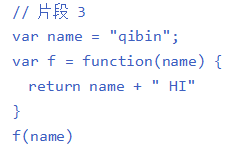 // 片段 3
var name = "qibin";
var f = function(name) {
  return name + " HI"
}
f(name)